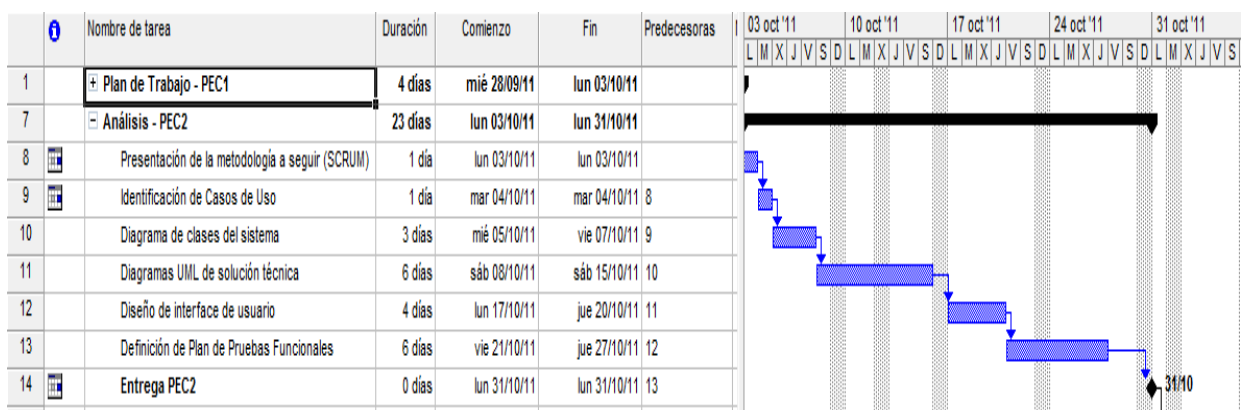 Nombre de tarea Duración Comienzo Fin Predecesoras 03 oct '11 10 oct '11 17 oct '11 24 oct '11 31 oct '11
L M X J V S D L M X J V S D L M X J V S D L M X J V S D L M X J V S
1 Plan de Trabajo - PEC1 4 días mié 28/09/11 lun 03/10/11
7 Análisis - PEC2 23 días lun 03/10/11 lun 31/10/11
8 Presentación de la metodología a seguir (SCRUM) 1 día lun 03/10/11 lun 03/10/11
9 Identificación de Casos de Uso 1 día mar 04/10/11 mar 04/10/11 8
10 Diagrama de clases del sistema 3 días mié 05/10/11 vie 07/10/11 9
11 Diagramas UML de solución técnica 6 días sáb 08/10/11 sáb 15/10/11 10
12 Diseño de interface de usuario 4 días lun 17/10/11 jue 20/10/11 11
13 Definición de Plan de Pruebas Funcionales 6 días vie 21/10/11 jue 27/10/11 12
14 Entrega PEC2 0 días lun 31/10/11 lun 31/10/11 13 31/10